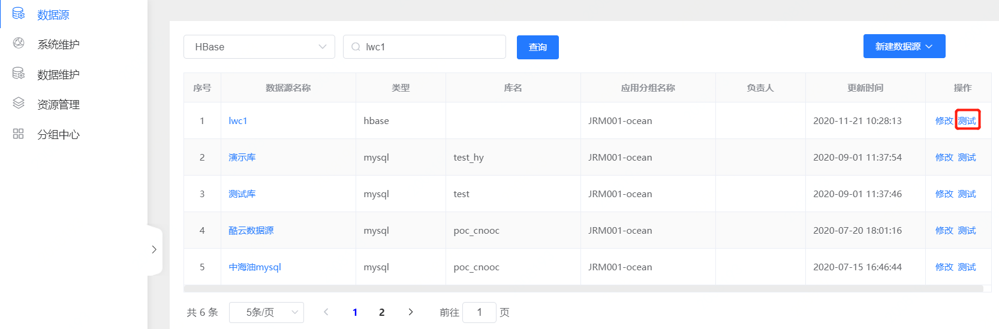 数据源
系统维护
数据维护
资源管理
分组中心
HBase lwc1 查询 新建数据源
序号 数据源名称 类型 库名 应用分组名称 负责人 更新时间 操作
1 lwc1 hbase JRM001-ocean 2020-11-21 10:28:13 修改 测试
2 演示库 mysql test_hy JRM001-ocean 2020-09-01 11:37:54 修改 测试
3 测试库 mysql test JRM001-ocean 2020-09-01 11:37:46 修改 测试
4 酷云数据源 mysql poc_cnooc JRM001-ocean 2020-07-20 18:01:16 修改 测试
5 中海油mysql mysql poc_cnooc JRM001-ocean 2020-07-15 16:46:44 修改 测试
共 6 条 5条/页 1 2 前往 1 页